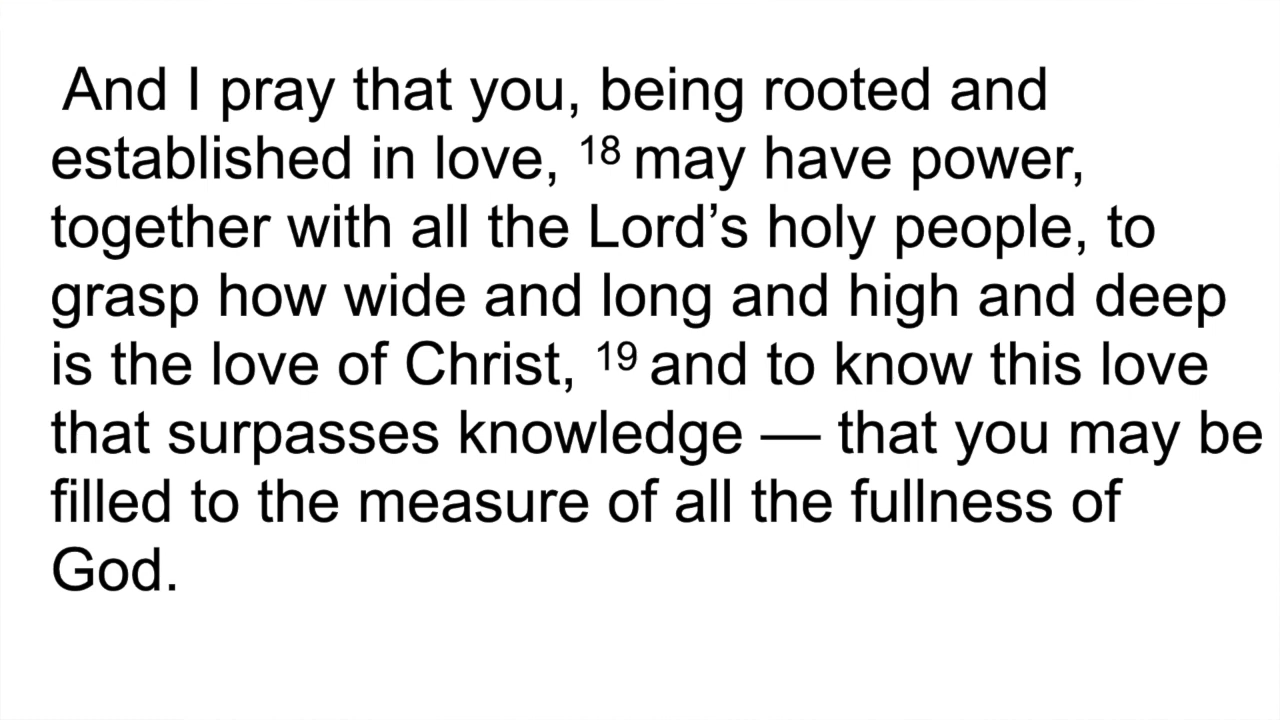 And I pray that you, being rooted and
established in love, 18 may have power,
together with all the Lord’s holy people, to
grasp how wide and long and high and deep
is the love of Christ, 19 and to know this love
that surpasses knowledge — that you may be
filled to the measure of all the fullness of
God.